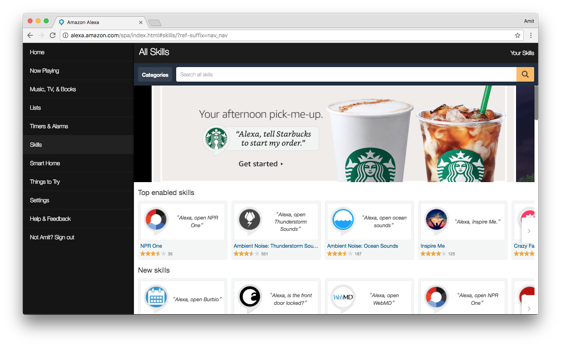 Amazon Alexa
Amit
alexa.amazon.com/spa/index.html#skills/?ref-suffix=nav_nav
Home
Now Playing
Music, TV, & Books
Lists
Timers & Alarms
Skills
Smart Home
Things to Try
Settings
Help & Feedback
Not Amit? Sign out
All Skills
Your Skills
Categories
Search all skills
Your afternoon pick-me-up.
"Alexa, tell Starbucks
to start my order."
Get started
Top enabled skills
"Alexa, open NPR
One"
NPR One
"Alexa, open
Thunderstorm
Sounds"
Ambient Noise: Thunderstorm Sou...
"Alexa, open ocean
sounds"
Ambient Noise: Ocean Sounds
197
"Alexa, Inspire Me."
Inspire Me
Crazy Fa
New skills
"Alexa, open Burbio"
"Alexa, is the front
door locked?"
WebMD
"Alexa, open
WebMD"
"Alexa, open NPR
One"